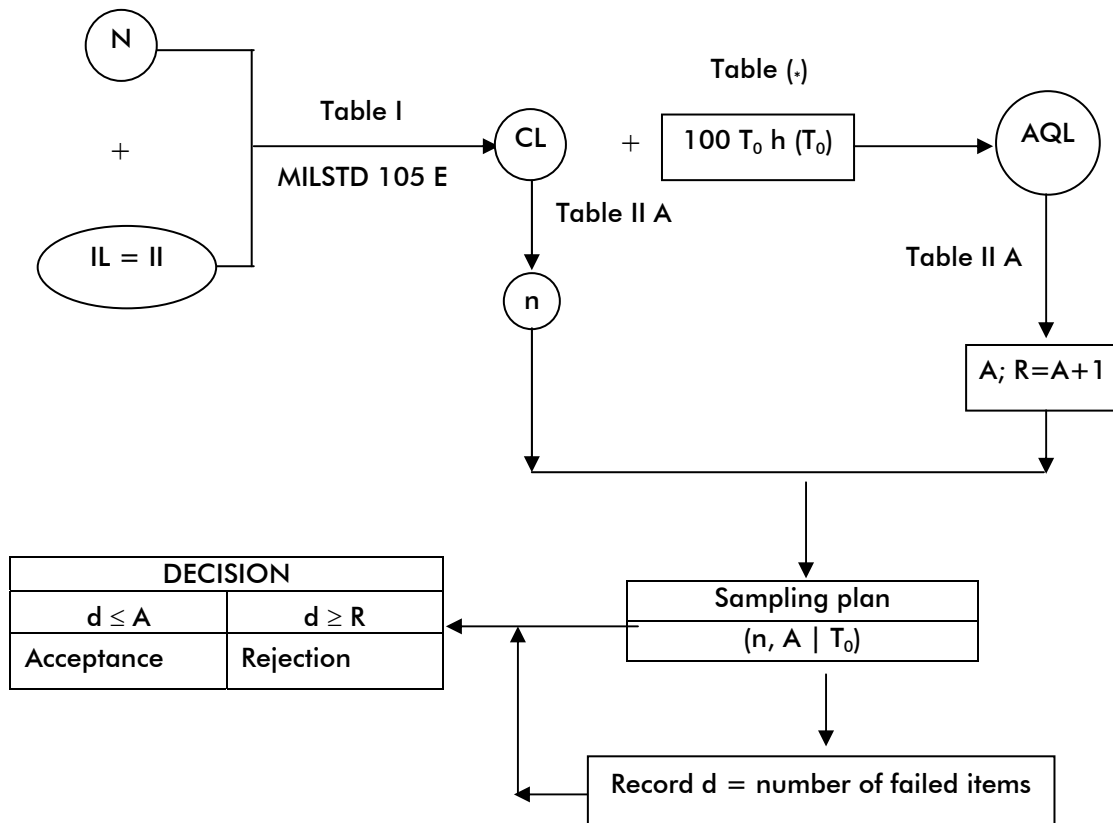 N
+
IL = II
Table I
MILSTD 105 E
CL
+
Table (*)
100 T₀ h (T₀)
AQL
Table II A
n
Table II A
A; R=A+1
Sampling plan
(n, A | T₀)
DECISION
d ≤ A
d ≥ R
Acceptance
Rejection
Record d = number of failed items